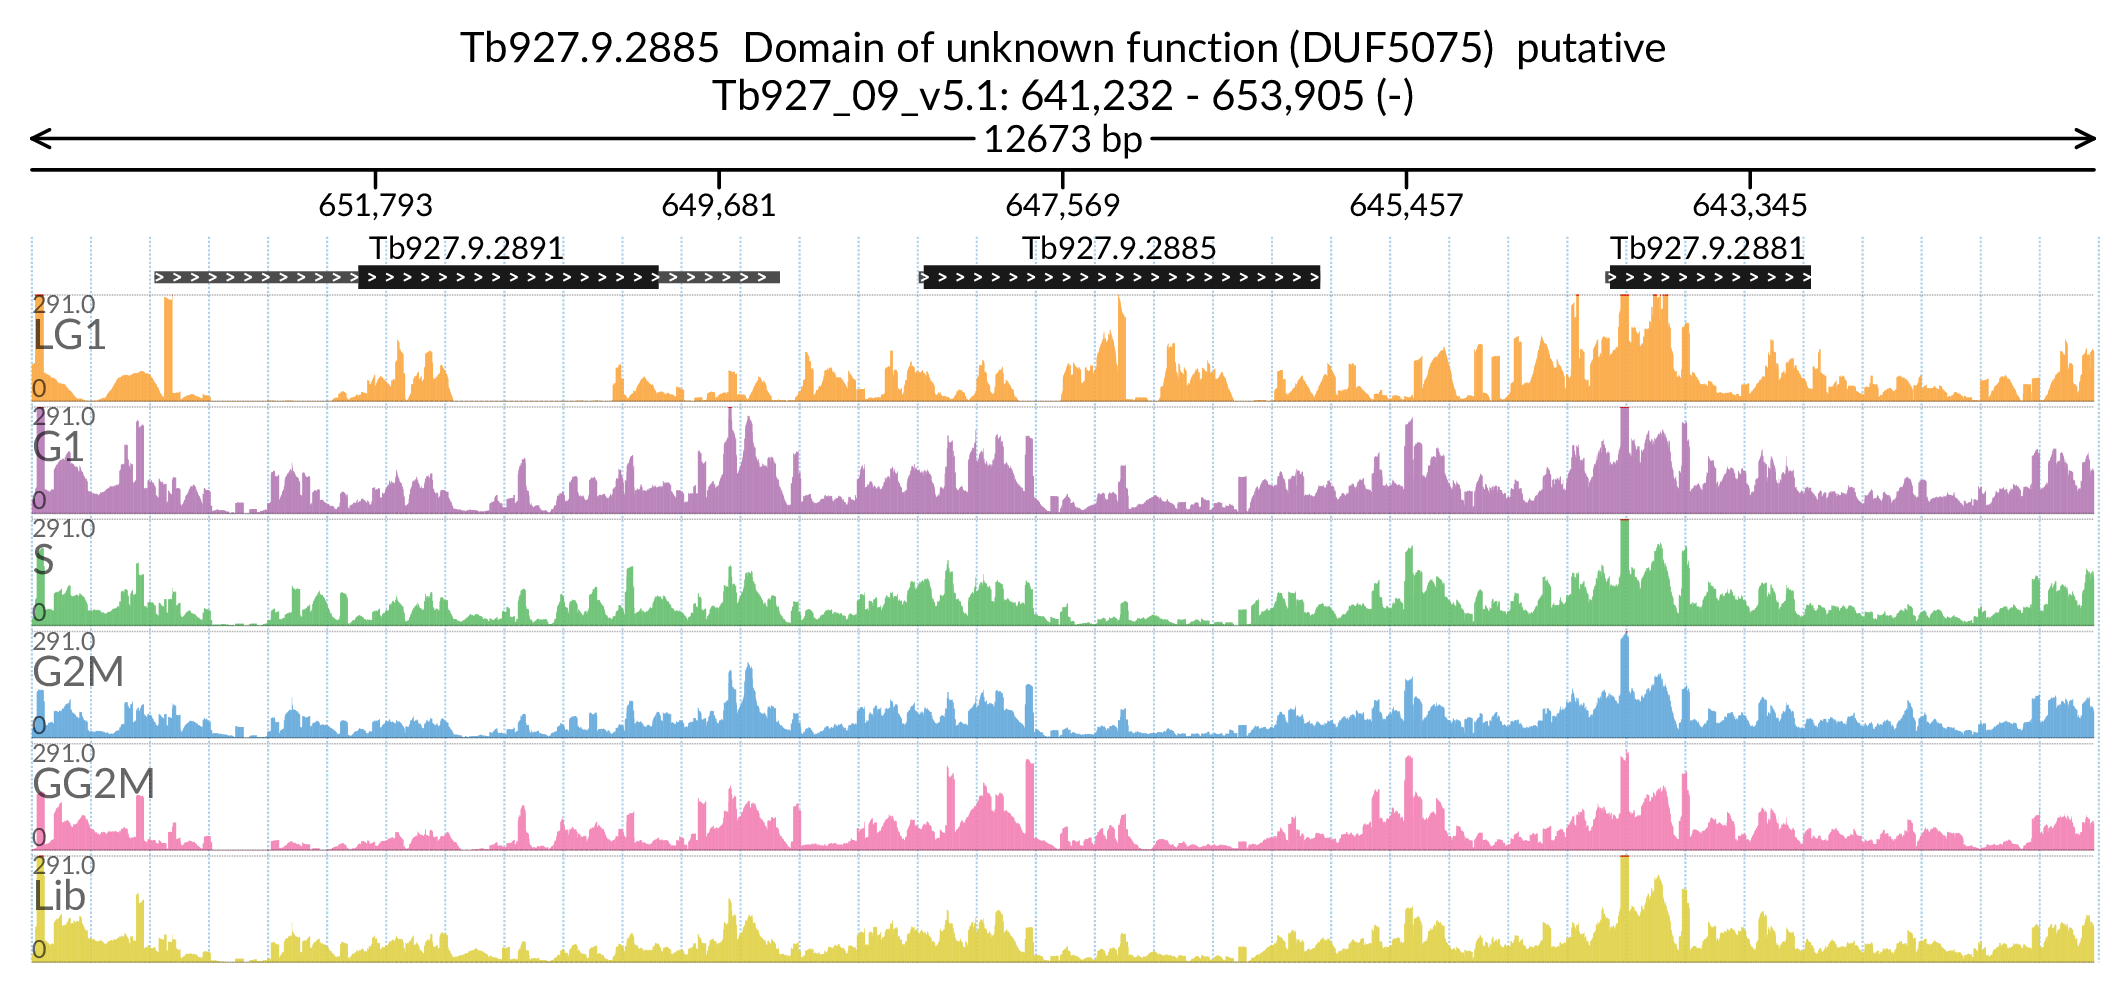 Tb927.9.2885  Domain of unknown function (DUF5075)  putative
Tb927_09_v5.1: 641,232 - 653,905 (-)
12673 bp
651,793 649,681 647,569 645,457 643,345
Tb927.9.2891 Tb927.9.2885 Tb927.9.2881
291.0
LG1
0
291.0
G1
0
291.0
S
0
291.0
G2M
0
291.0
GG2M
0
291.0
Lib
0